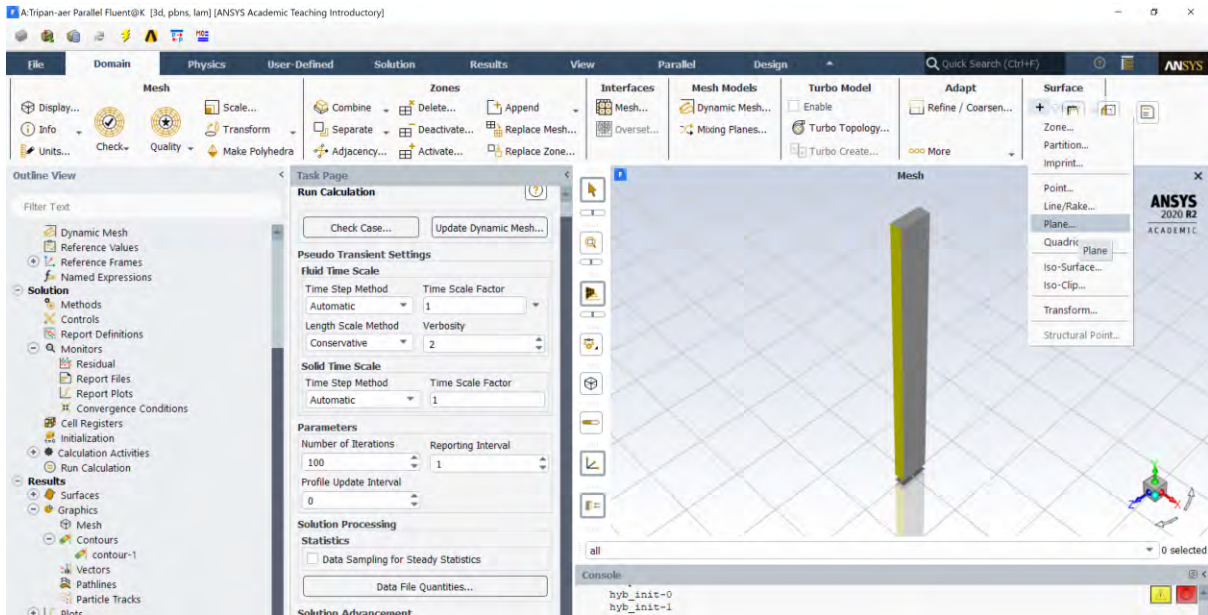 A:Tripan-aer Parallel Fluent@K [3d, pbns, lam] [ANSYS Academic Teaching Introductory]
File Domain Physics User-Defined Solution Results View Parallel Design Quick Search (Ctrl+F) ANSYS
Mesh Zones Interfaces Mesh Models Turbo Model Adapt Surface
Display... Scale... Combine Delete... Append Mesh... Dynamic Mesh... Enable Refine / Coarsen...
Info Transform Separate Deactivate... Replace Mesh... Overset... Mixing Planes... Turbo Topology...
Units... Check Quality Make Polyhedra Adjacency... Activate... Replace Zone... Turbo Create... More
Zone...
Partition...
Imprint...
Point...
Line/Rake...
Plane...
Quadric
Plane
Iso-Surface...
Iso-Clip...
Transform...
Structural Point...
Outline View
Filter Text
Dynamic Mesh
Reference Values
Reference Frames
Named Expressions
Solution
Methods
Controls
Report Definitions
Monitors
Residual
Report Files
Report Plots
Convergence Conditions
Cell Registers
Initialization
Calculation Activities
Run Calculation
Results
Surfaces
Graphics
Mesh
Contours
contour-1
Vectors
Pathlines
Particle Tracks
Plots
Task Page
Run Calculation
Check Case... Update Dynamic Mesh...
Pseudo Transient Settings
Fluid Time Scale
Time Step Method Time Scale Factor
Automatic 1
Length Scale Method Verbosity
Conservative 2
Solid Time Scale
Time Step Method Time Scale Factor
Automatic 1
Parameters
Number of Iterations Reporting Interval
100 1
Profile Update Interval
0
Solution Processing
Statistics
Data Sampling for Steady Statistics
Data File Quantities...
Solution Advancement
Mesh
ANSYS
2020 R2
ACADEMIC
Y
Z
X
all 0 selected
Console
hyb_init-0
hyb_init-1